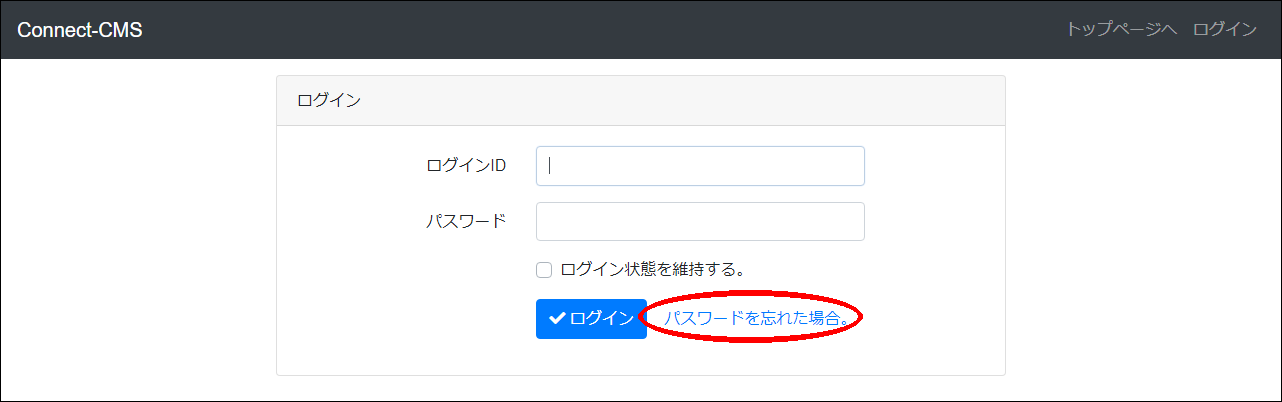 Connect-CMS
トップページへ ログイン
ログイン
ログインID
パスワード
ログイン状態を維持する。
ログイン パスワードを忘れた場合。